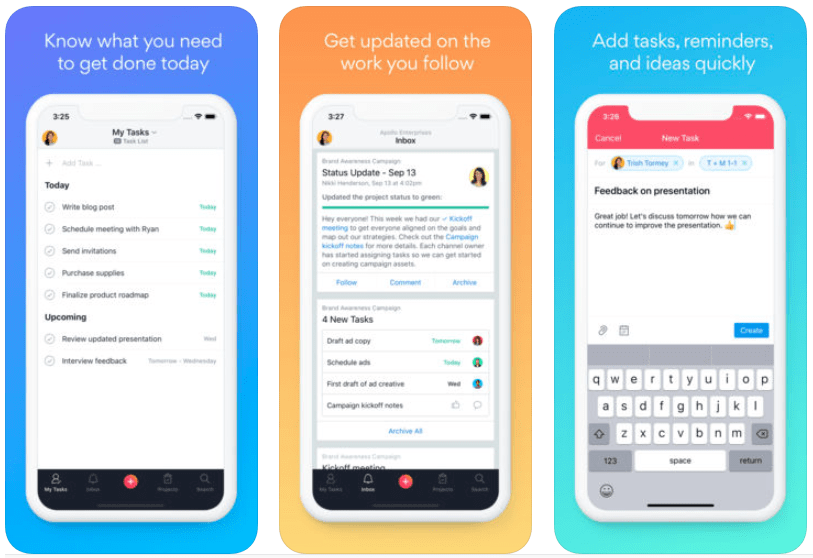 Know what you need
to get done today
3:25
My Tasks
Task List
+ Add Task ...
Today
Write blog post Today
Schedule meeting with Ryan Today
Send invitations Today
Purchase supplies Today
Finalize product roadmap Today
Upcoming
Review updated presentation Wed
Interview feedback Tomorrow - Wednesday
My Tasks Inbox Projects Search
Get updated on the
work you follow
3:27
Apollo Enterprises
Inbox
Brand Awareness Campaign
Status Update - Sep 13
Nikki Henderson, Sep 13 at 4:02pm
Updated the project status to green:
Hey everyone! This week we had our ✓ Kickoff
meeting to get everyone aligned on the goals and
map out our strategies. Check out the Campaign
kickoff notes for more details. Each channel owner
has started assigning tasks so we can get started
on creating campaign assets.
Follow Comment Archive
Brand Awareness Campaign
4 New Tasks
Draft ad copy Tomorrow
Schedule ads Today
First draft of ad creative Wed
Campaign kickoff notes
Archive All
Brand Awareness Campaign
Kickoff meeting
My Tasks Inbox Projects Search
Add tasks, reminders,
and ideas quickly
3:26
Cancel New Task
For Trish Tormey × in T + M 1-1 ×
Feedback on presentation
Great job! Let's discuss tomorrow how we can
continue to improve the presentation. 👍
Create
q w e r t y u i o p
a s d f g h j k l
z x c v b n m
123 space return